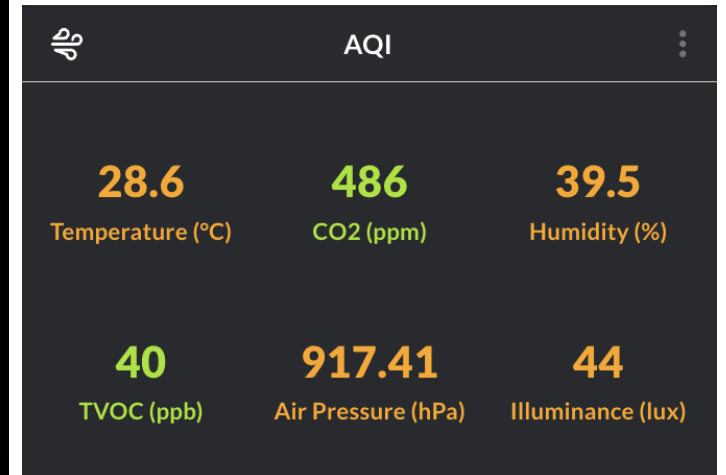 AQI
28.6 486 39.5
Temperature (°C) CO2 (ppm) Humidity (%)
40 917.41 44
TVOC (ppb) Air Pressure (hPa) Illuminance (lux)